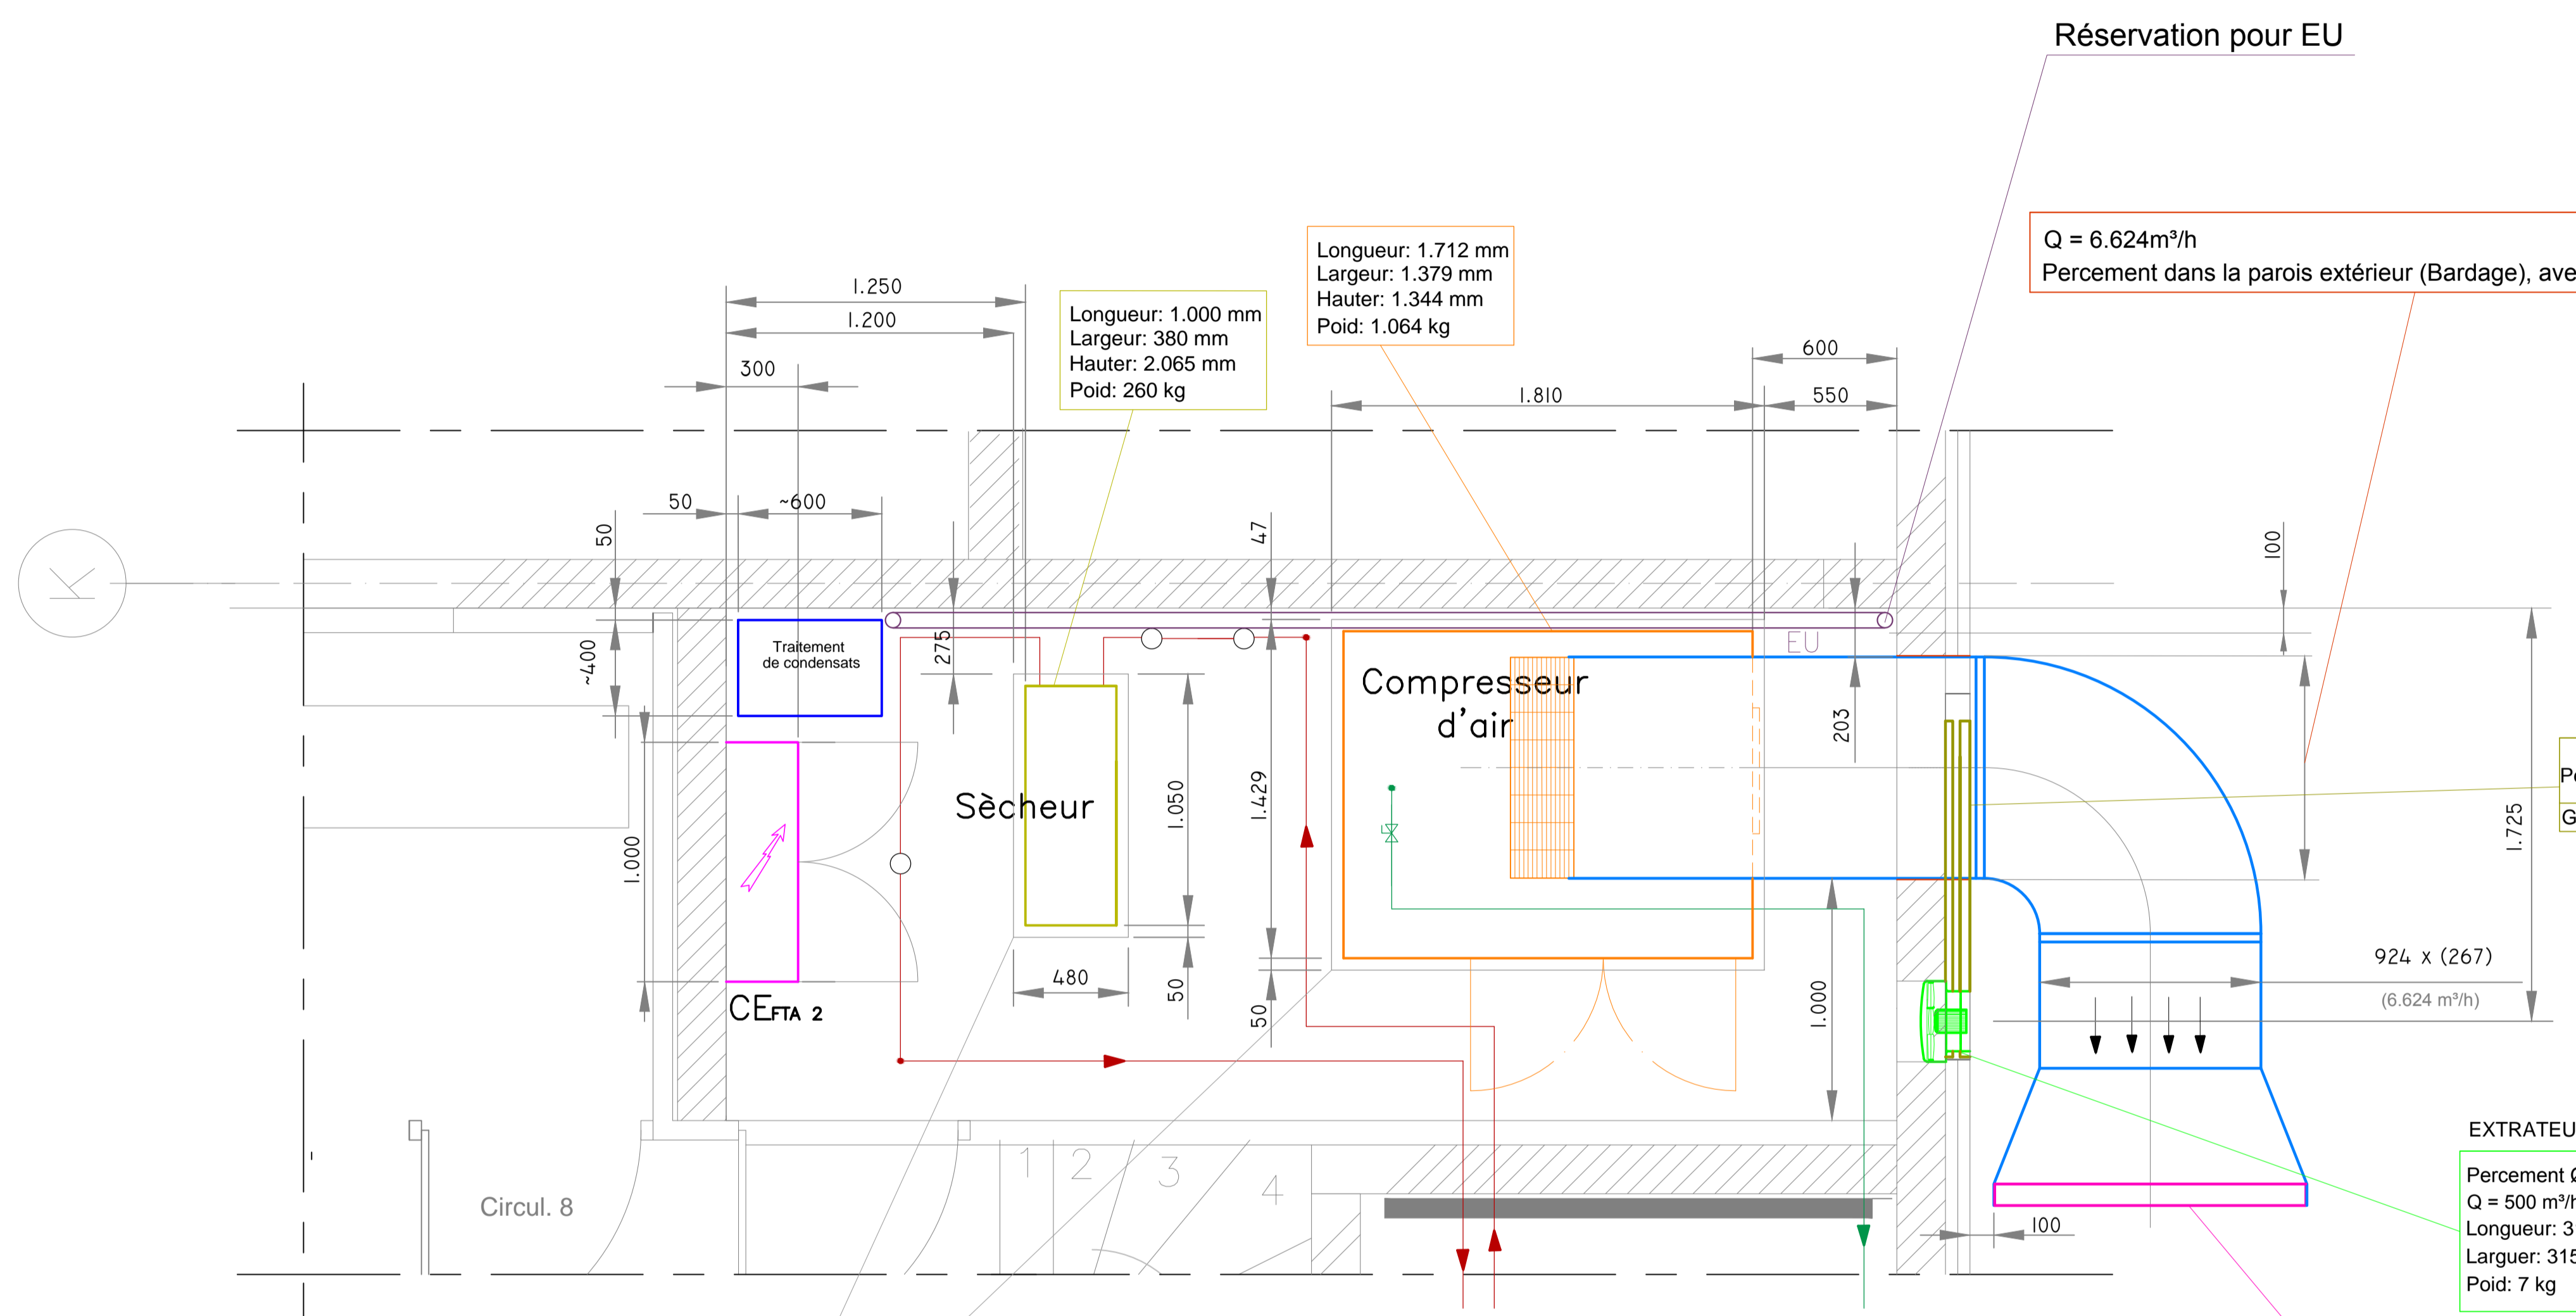 Réservation pour EU
Q = 6.624m³/h
Percement dans la parois extérieur (Bardage), ave
Longueur: 1.712 mm
Largeur: 1.379 mm
Hauter: 1.344 mm
Poid: 1.064 kg
Longueur: 1.000 mm
Largeur: 380 mm
Hauter: 2.065 mm
Poid: 260 kg
1.250
1.200
300
600
1.810
550
50
~600
50
47
100
K
~400
Traitement
de condensats
275
EU
Compresseur
d'air
203
Sècheur
1.050
1.429
1.000
1.725
Pe
G
CEFTA 2
480
50
50
1.000
924 x (267)
(6.624 m³/h)
EXTRATEU
Percement Ø
Q = 500 m³/h
Longueur: 3
Larguer: 315
Poid: 7 kg
1
2
3
4
Circul. 8
100